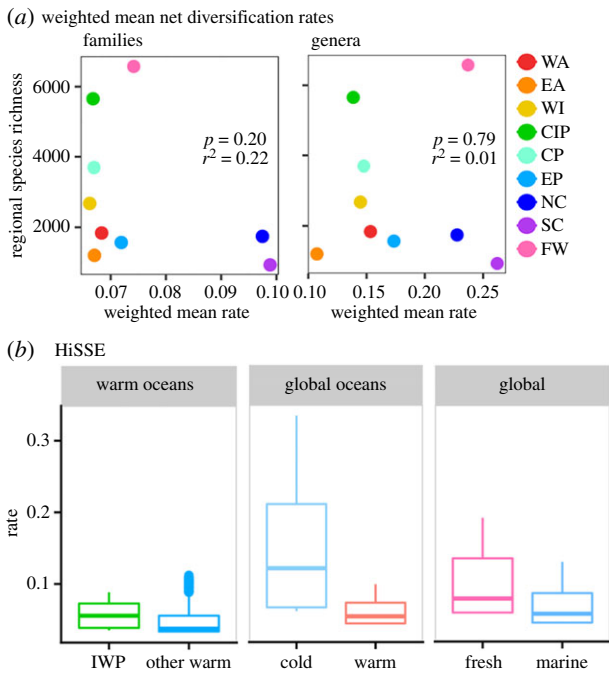 (a) weighted mean net diversification rates
families
genera
regional species richness
6000
4000
2000
p = 0.20
r² = 0.22
p = 0.79
r² = 0.01
0.07 0.08 0.09 0.10
0.10 0.15 0.20 0.25
weighted mean rate
weighted mean rate
WA
EA
WI
CIP
CP
EP
NC
SC
FW
(b) HiSSE
warm oceans
global oceans
global
rate
0.3
0.2
0.1
IWP other warm
cold warm
fresh marine